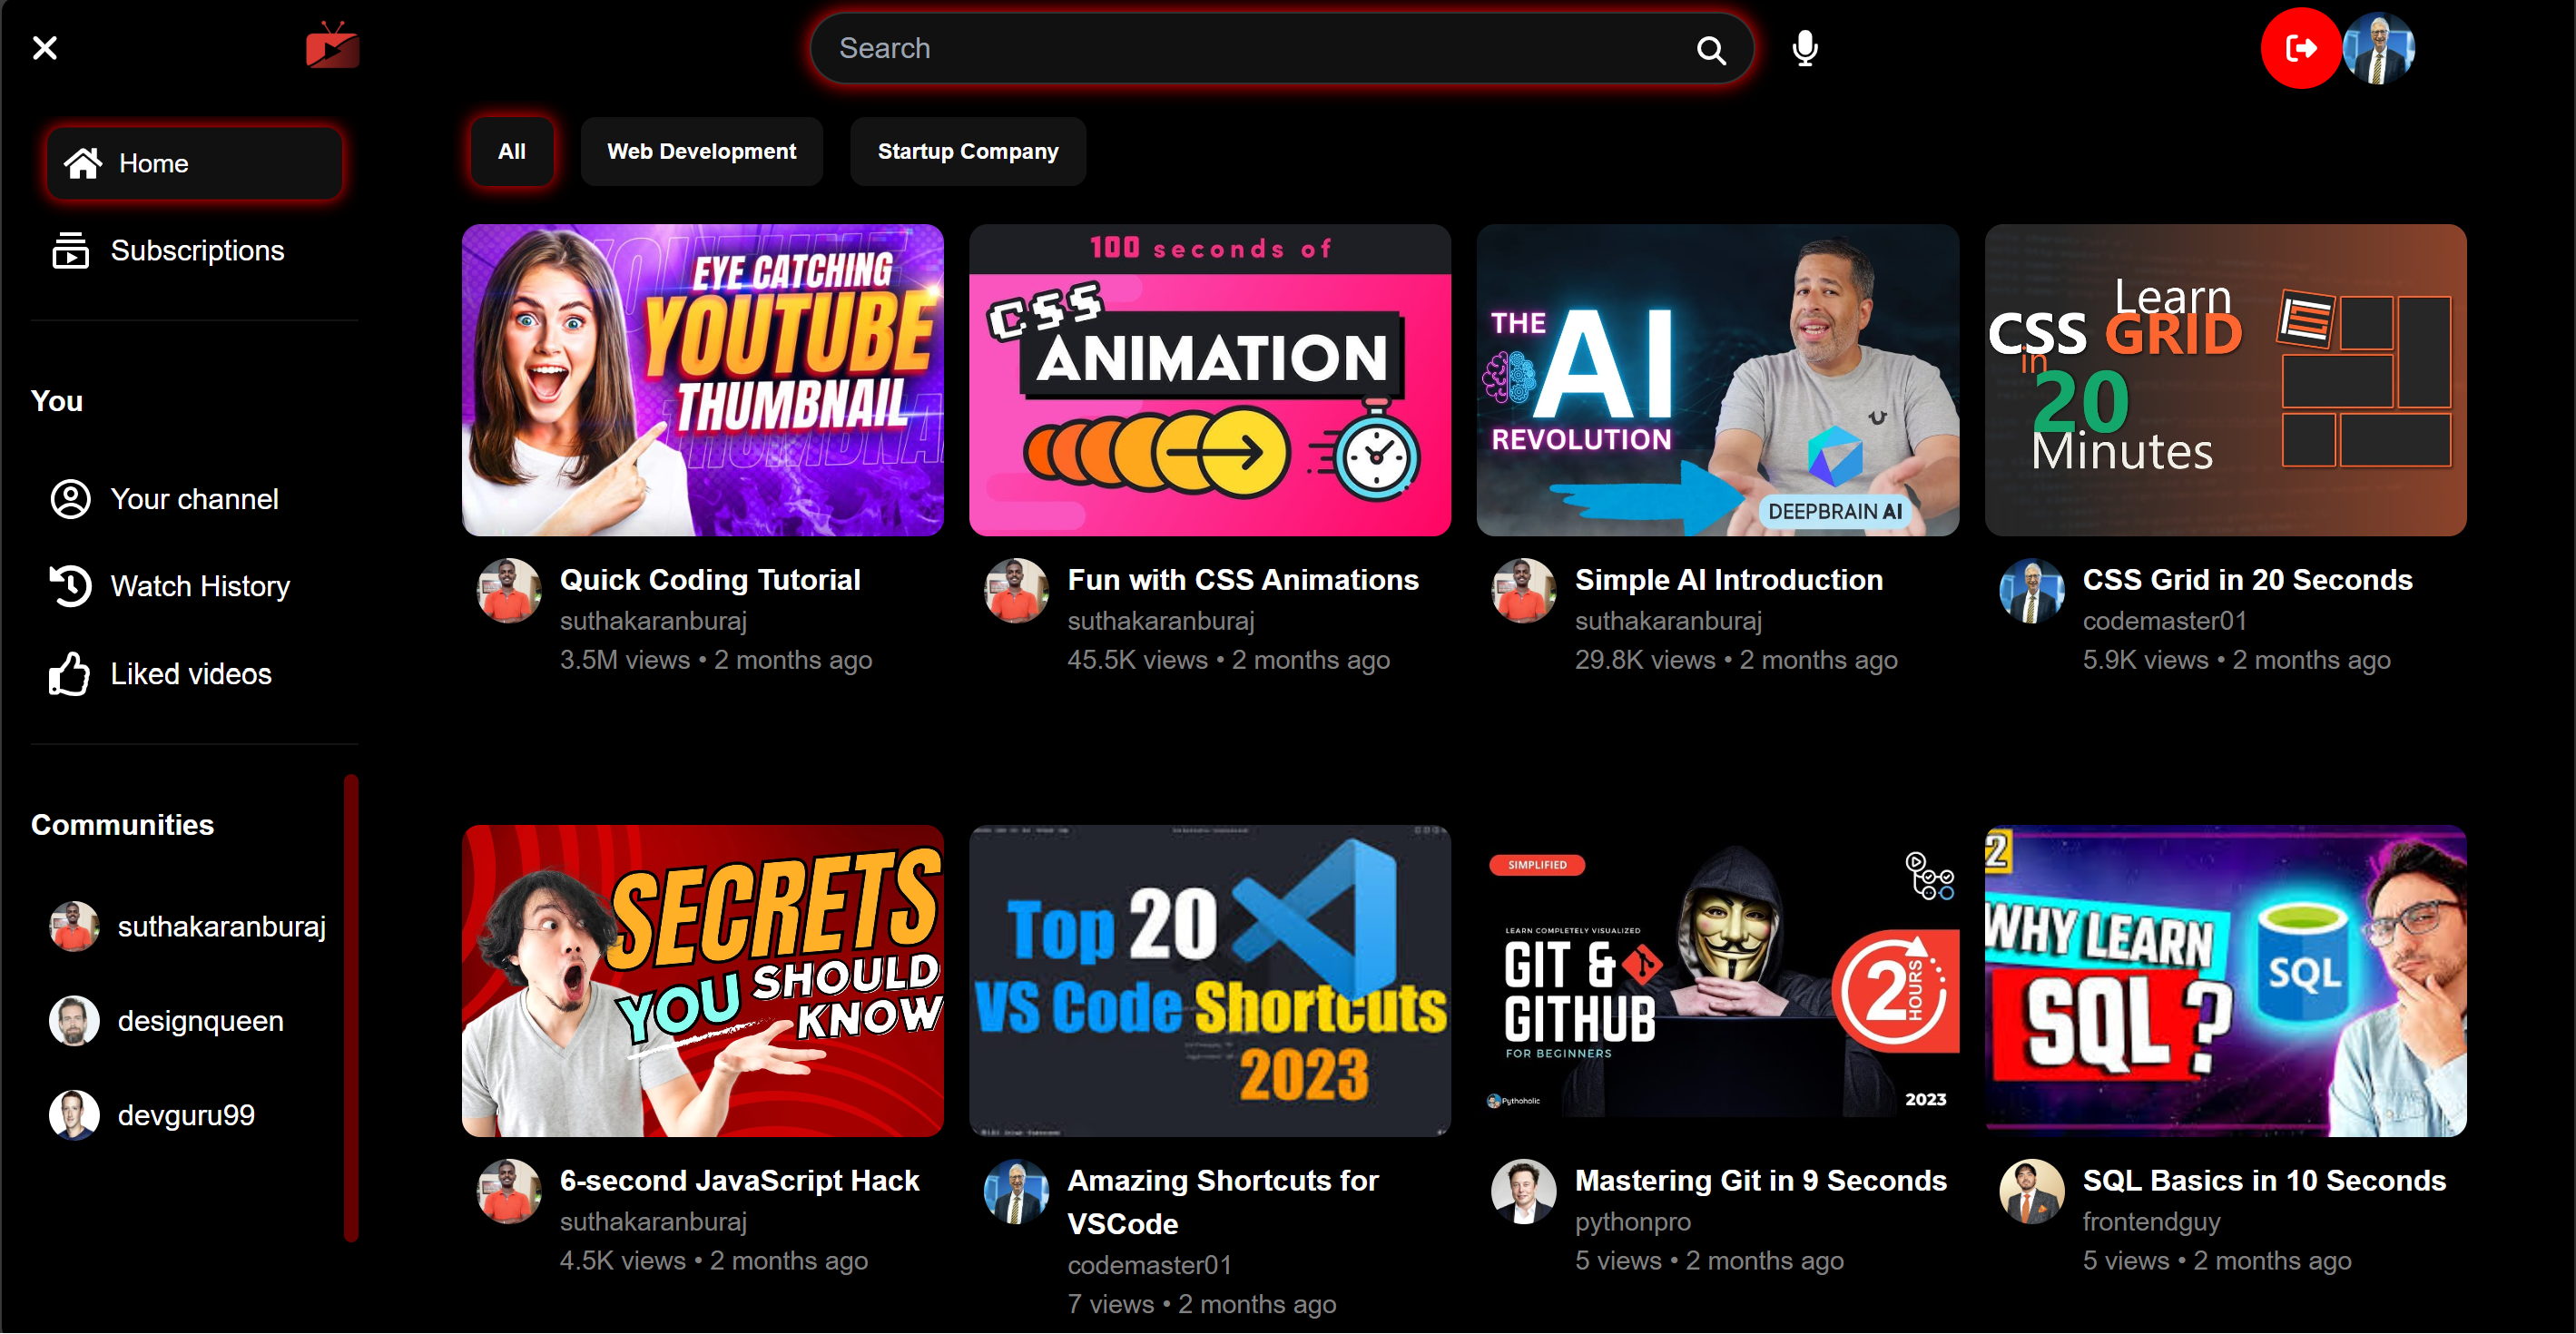 Search
Home
Subscriptions
You
Your channel
Watch History
Liked videos
Communities
suthakaranburaj
designqueen
devguru99
All
Web Development
Startup Company
EYE CATCHING
YOUTUBE
THUMBNAIL
Quick Coding Tutorial
suthakaranburaj
3.5M views • 2 months ago
100 seconds of
CSS
ANIMATION
Fun with CSS Animations
suthakaranburaj
45.5K views • 2 months ago
THE
AI
REVOLUTION
DEEPBRAIN AI
Simple AI Introduction
suthakaranburaj
29.8K views • 2 months ago
Learn
CSS GRID
in
20
Minutes
CSS Grid in 20 Seconds
codemaster01
5.9K views • 2 months ago
SECRETS
YOU SHOULD
KNOW
6-second JavaScript Hack
suthakaranburaj
4.5K views • 2 months ago
Top 20
VS Code Shortcuts
2023
Amazing Shortcuts for
VSCode
codemaster01
7 views • 2 months ago
SIMPLIFIED
LEARN COMPLETELY VISUALIZED
GIT &
GITHUB
FOR BEGINNERS
2 HOURS
Pythoholic
2023
Mastering Git in 9 Seconds
pythonpro
5 views • 2 months ago
2
WHY LEARN
SQL ?
SQL
SQL Basics in 10 Seconds
frontendguy
5 views • 2 months ago